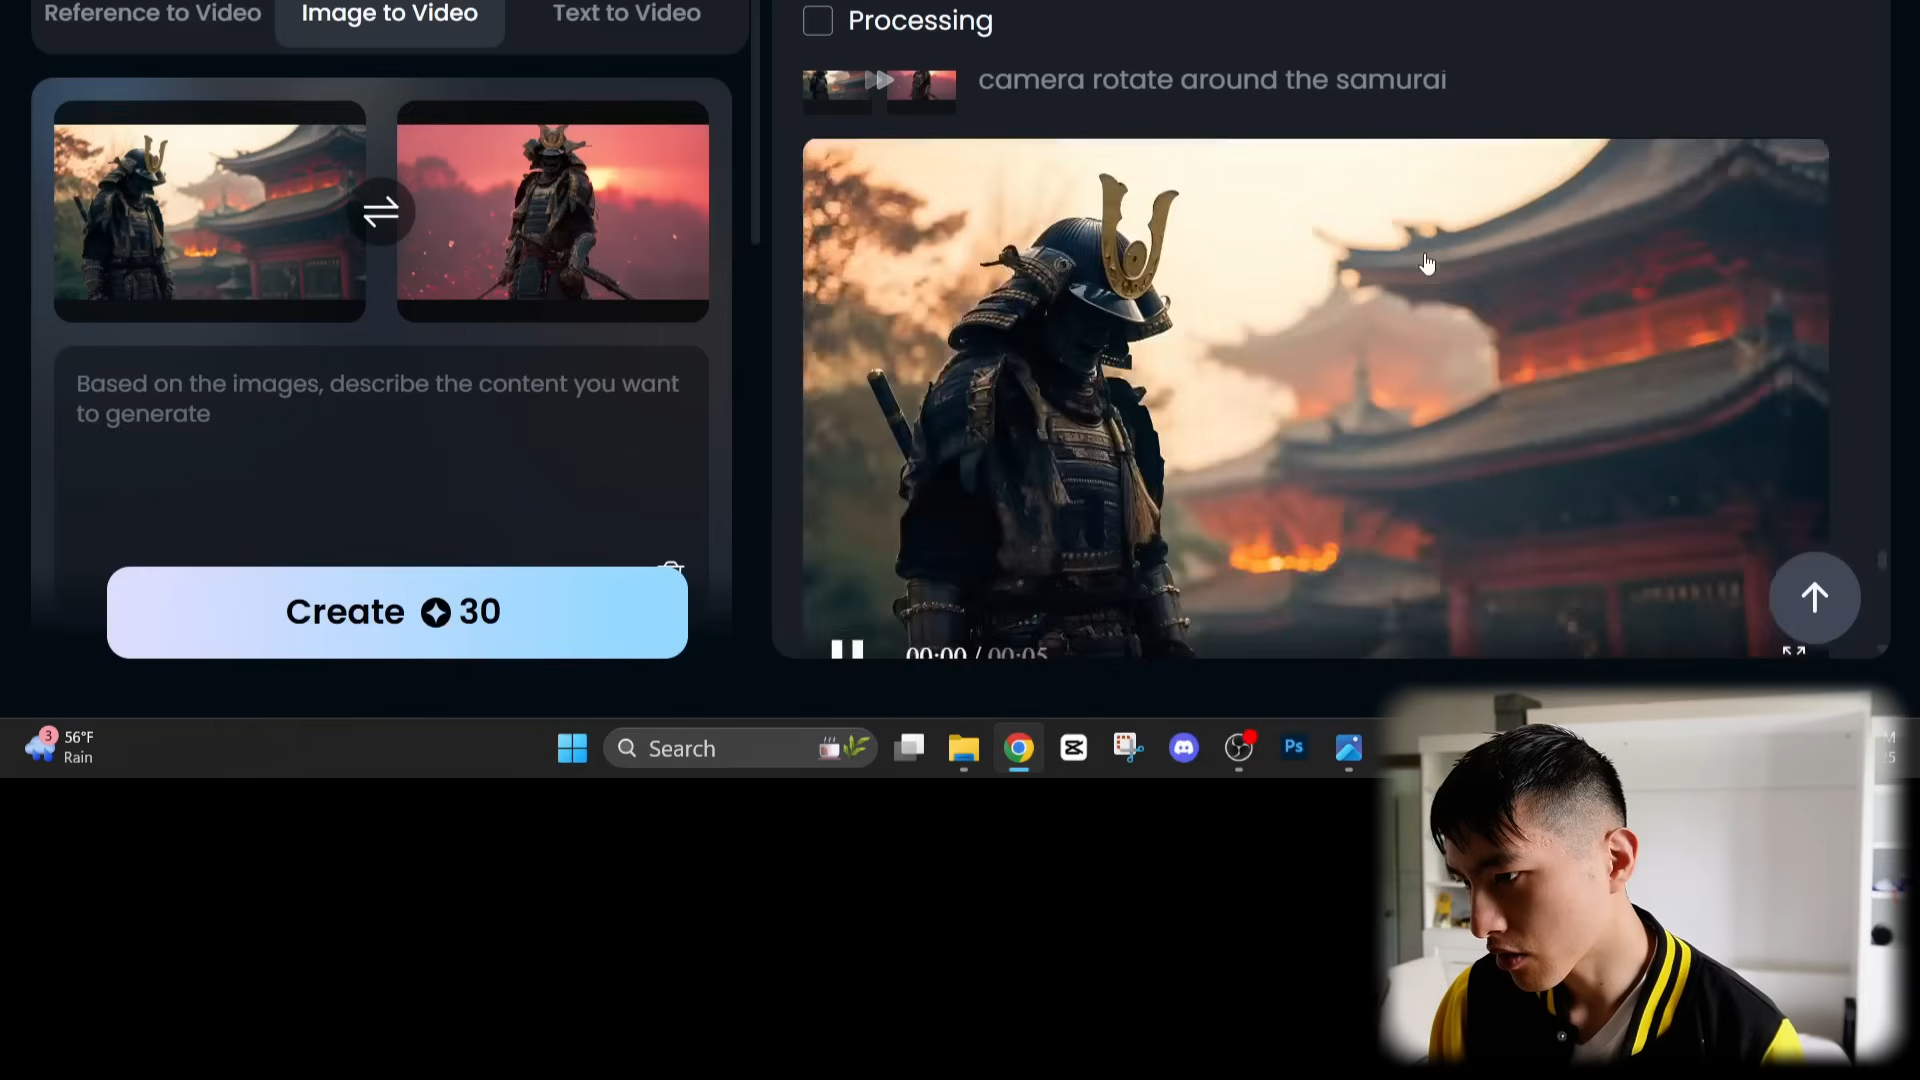 Reference to Video
Image to Video
Text to Video
Processing
camera rotate around the samurai
Based on the images, describe the content you want
to generate
Create 30
00:00 / 00:05
3
56°F
Rain
Search
Ps
M
5